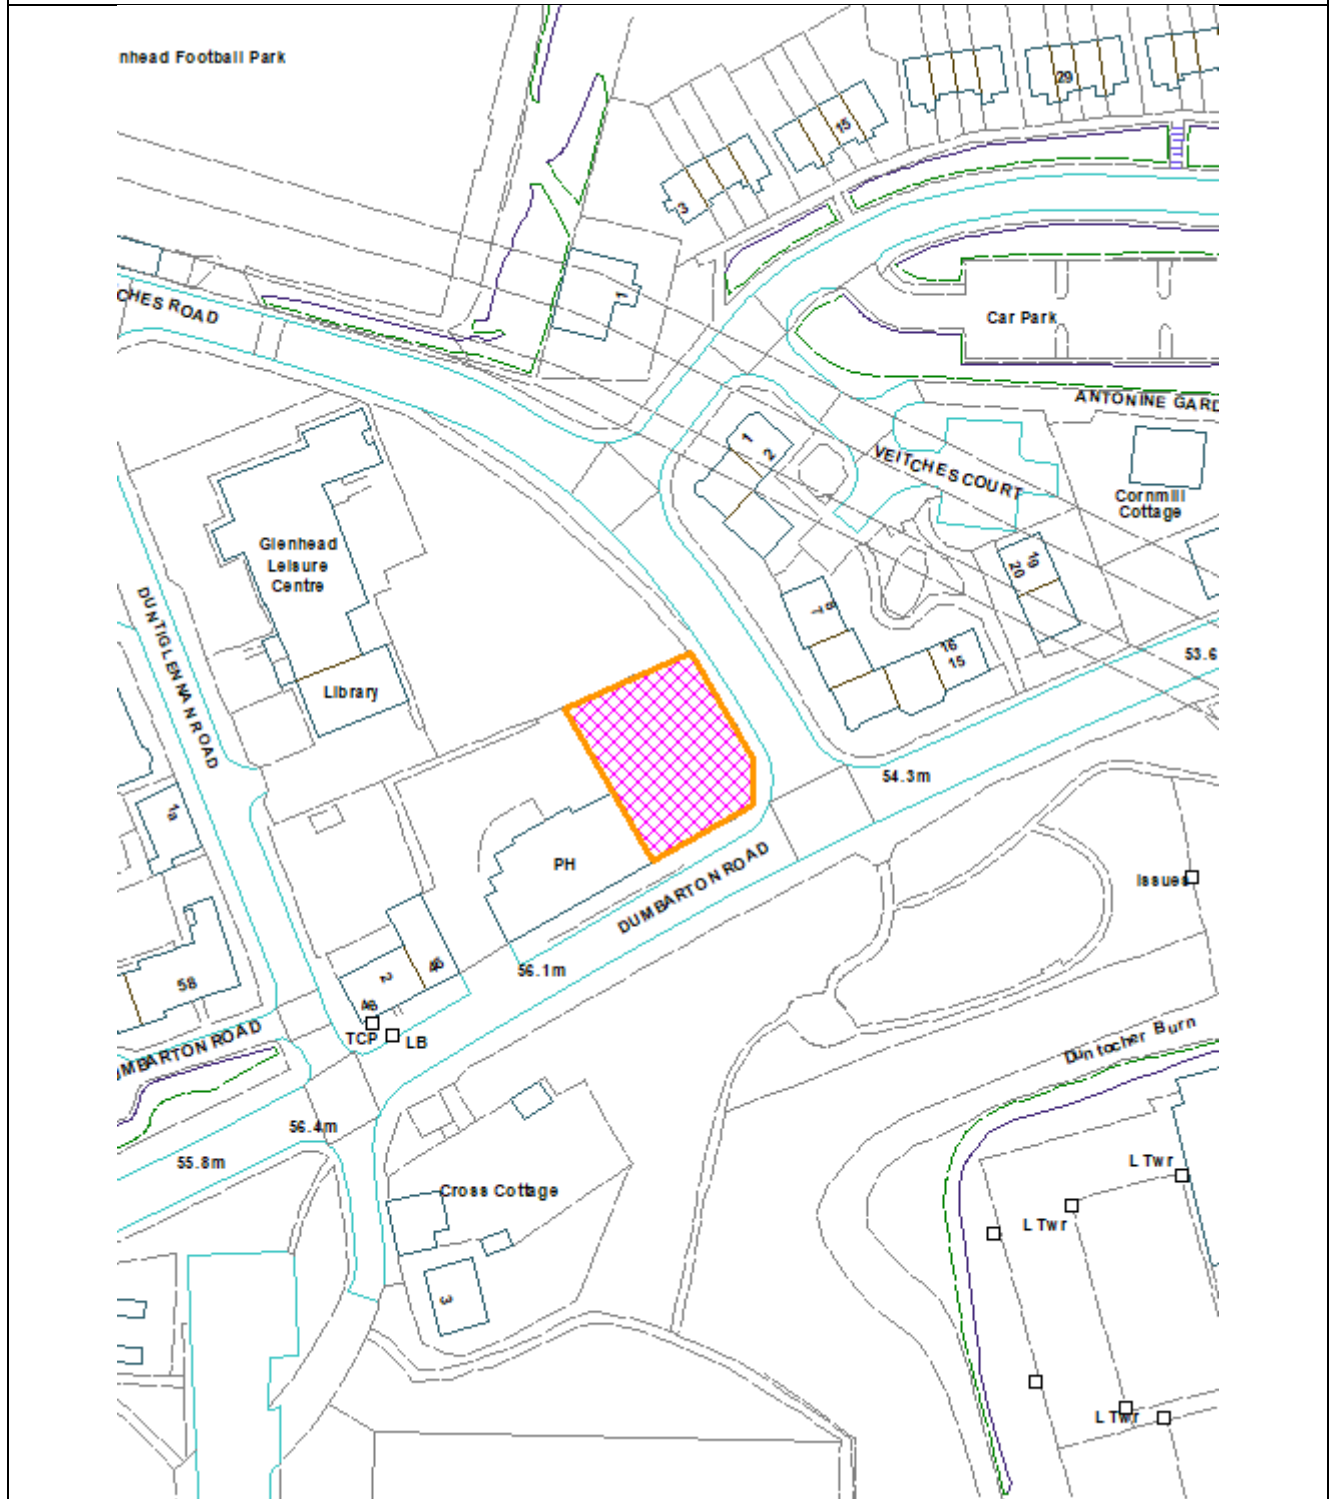 nhead Football Park
29
15
3
1
CHES ROAD
Car Park
ANTONINE GARD
1
2
VEITCHES COURT
Cornmill
Cottage
Glenhead
Leisure
Centre
19
20
7
8
DUNTIGLENNAN ROAD
16
15
53.6
Library
54.3m
1a
PH
DUMBARTON ROAD
Issues
56.1m
58
2
46
48
TCP
LB
MBARTON ROAD
Duntocher Burn
56.4m
55.8m
L Twr
Cross Cottage
L Twr
3
L Twr